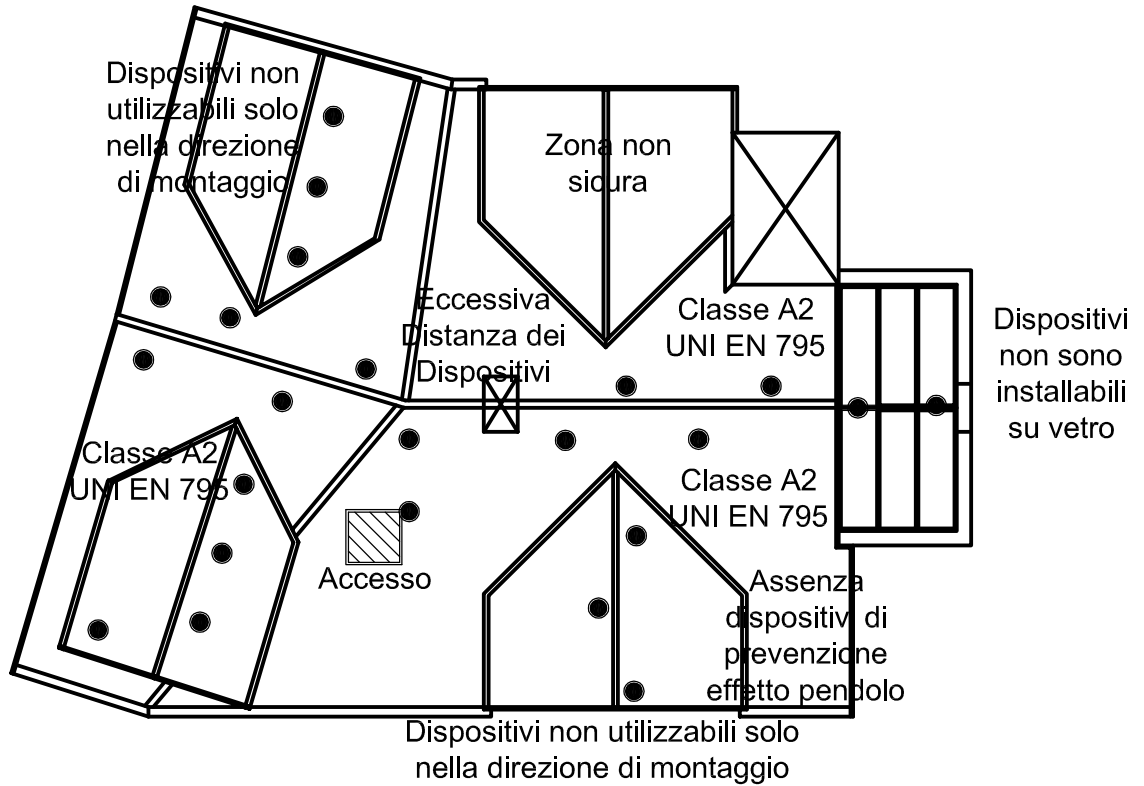 Dispositivi non
utilizzabili solo
nella direzione
di montaggio
Zona non
sicura
Eccessiva
Distanza dei
Dispositivi
Classe A2
UNI EN 795
Dispositivi
non sono
installabili
su vetro
Classe A2
UNI EN 795
Classe A2
UNI EN 795
Accesso
Assenza
dispositivi di
prevenzione
effetto pendolo
Dispositivi non utilizzabili solo
nella direzione di montaggio